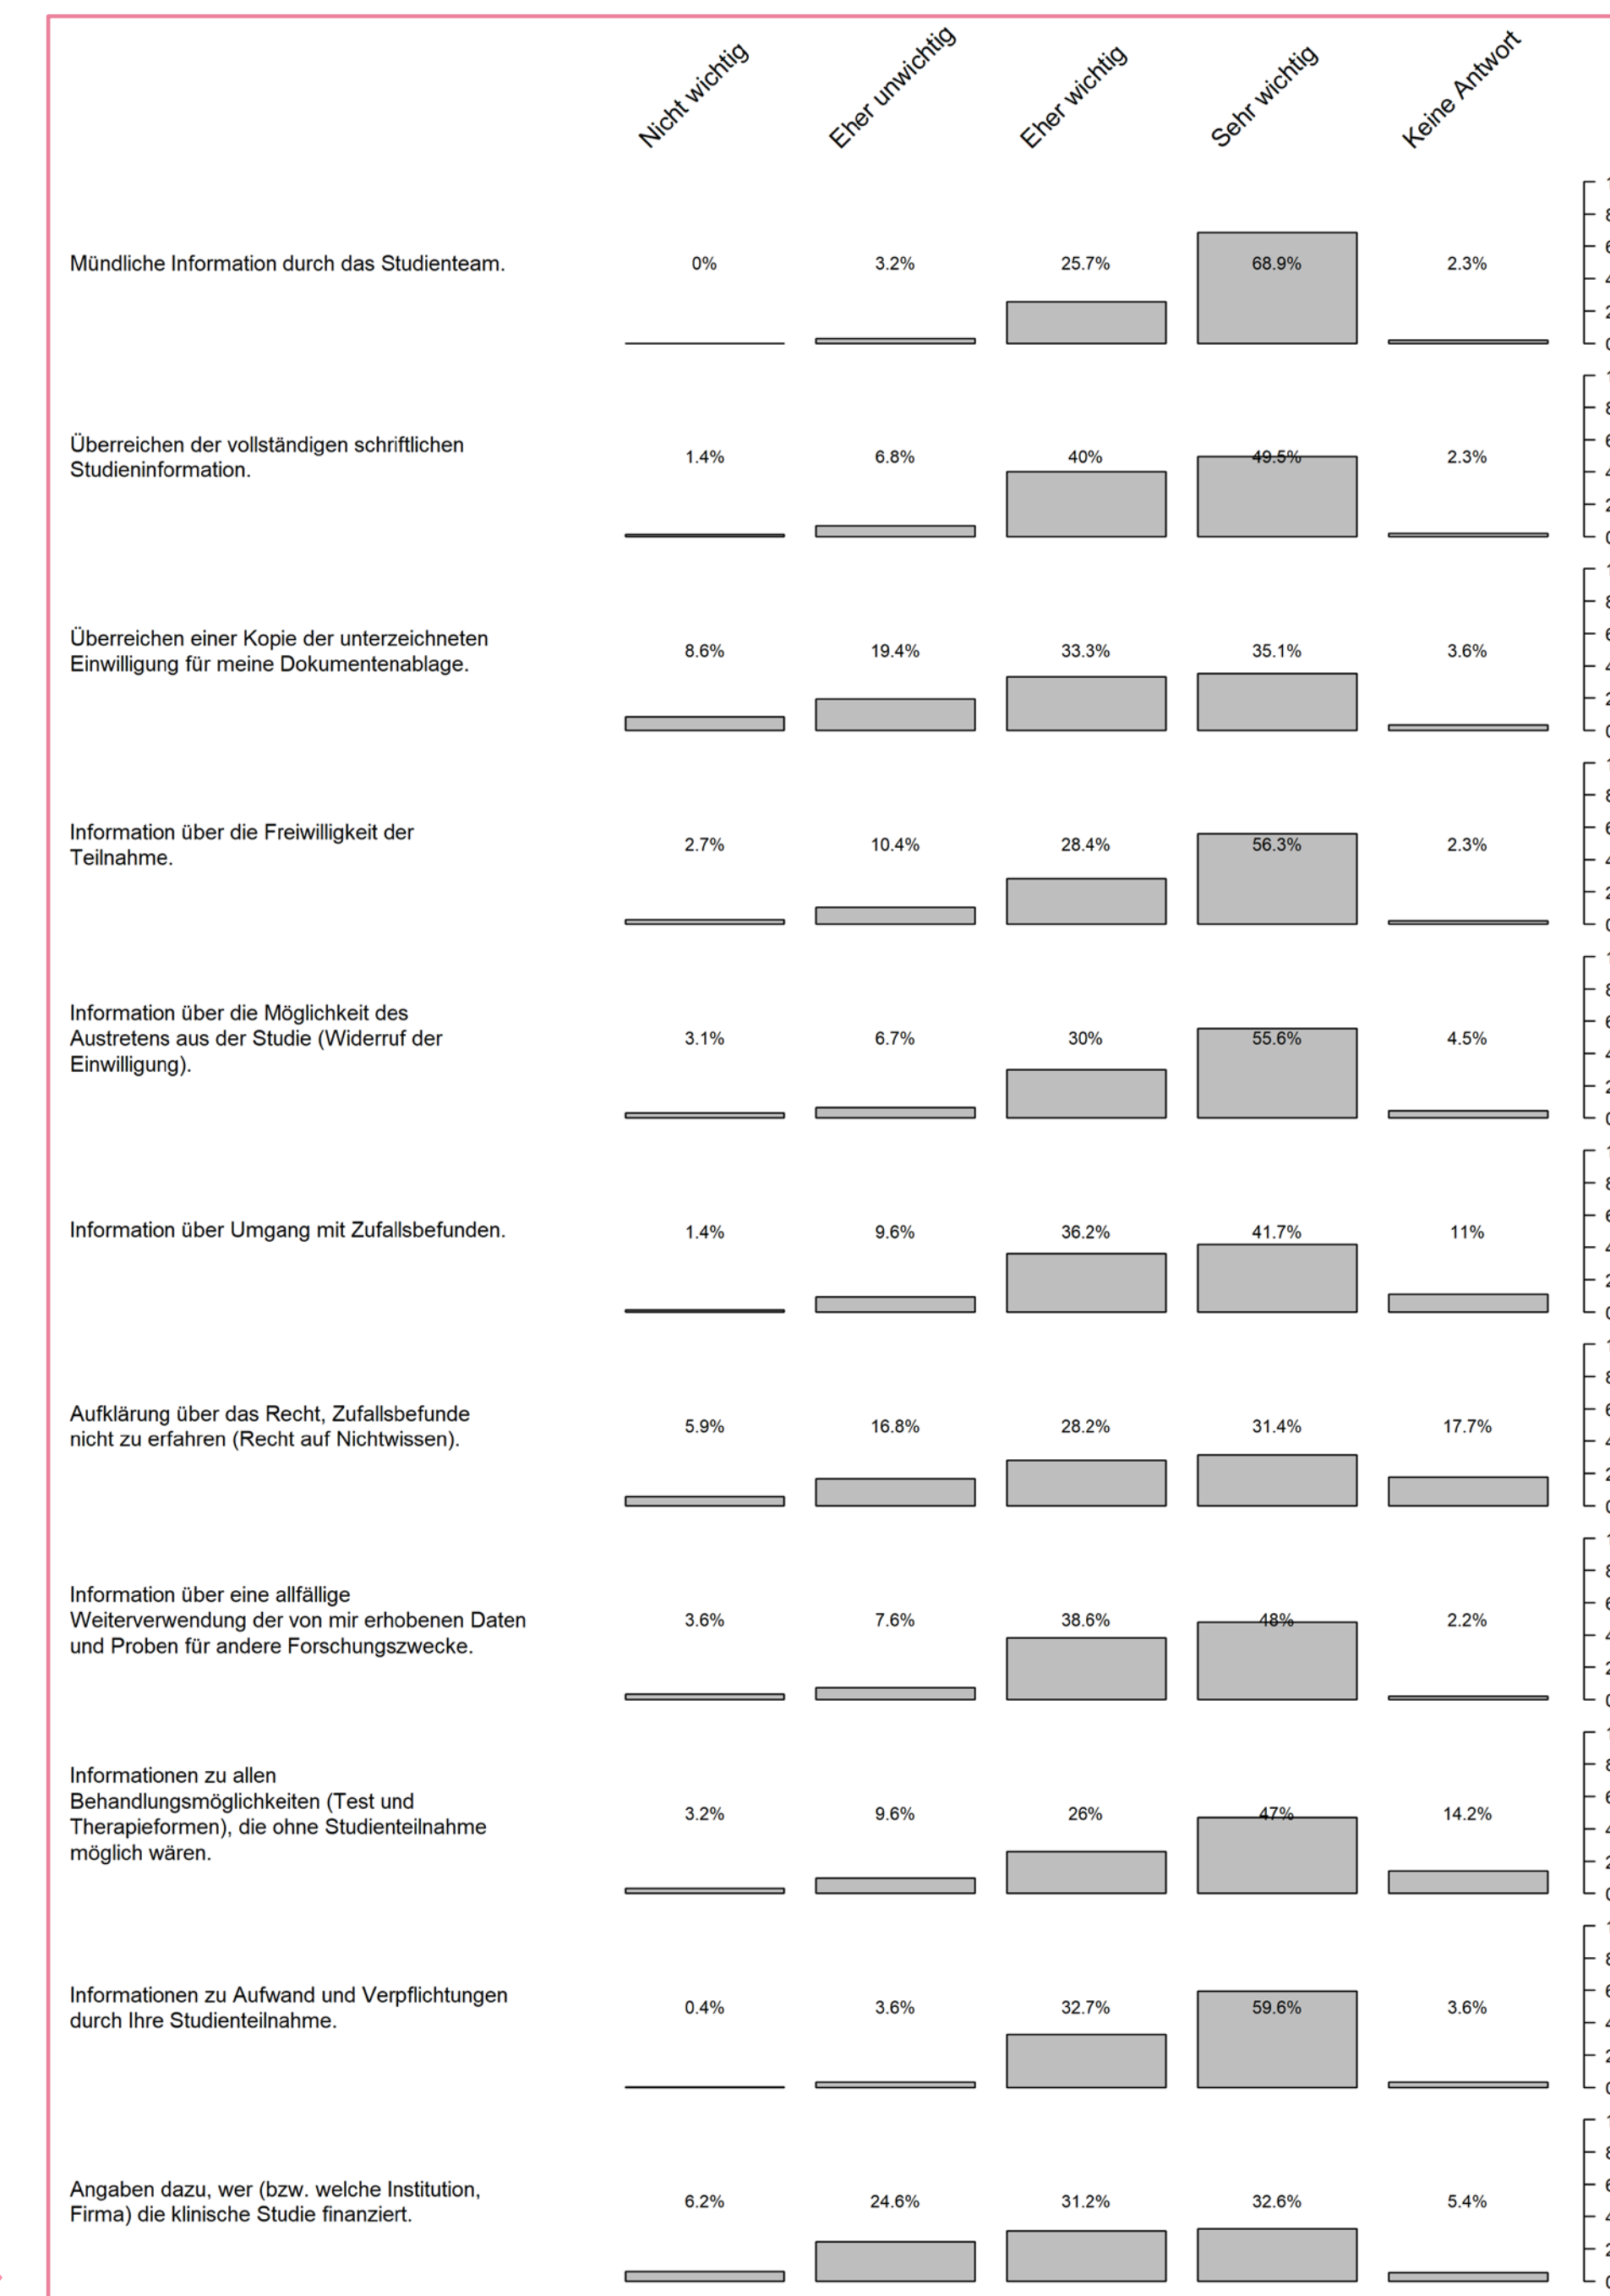 Nicht wichtig Eher unwichtig Eher wichtig Sehr wichtig Keine Antwort
Mündliche Information durch das Studienteam.
0% 3.2% 25.7% 68.9% 2.3%
Überreichen der vollständigen schriftlichen
Studieninformation.
1.4% 6.8% 40% 49.5% 2.3%
Überreichen einer Kopie der unterzeichneten
Einwilligung für meine Dokumentenablage.
8.6% 19.4% 33.3% 35.1% 3.6%
Information über die Freiwilligkeit der
Teilnahme.
2.7% 10.4% 28.4% 56.3% 2.3%
Information über die Möglichkeit des
Austretens aus der Studie (Widerruf der
Einwilligung).
3.1% 6.7% 30% 55.6% 4.5%
Information über Umgang mit Zufallsbefunden.
1.4% 9.6% 36.2% 41.7% 11%
Aufklärung über das Recht, Zufallsbefunde
nicht zu erfahren (Recht auf Nichtwissen).
5.9% 16.8% 28.2% 31.4% 17.7%
Information über eine allfällige
Weiterverwendung der von mir erhobenen Daten
und Proben für andere Forschungszwecke.
3.6% 7.6% 38.6% 48% 2.2%
Informationen zu allen
Behandlungsmöglichkeiten (Test und
Therapieformen), die ohne Studienteilnahme
möglich wären.
3.2% 9.6% 26% 47% 14.2%
Informationen zu Aufwand und Verpflichtungen
durch Ihre Studienteilnahme.
0.4% 3.6% 32.7% 59.6% 3.6%
Angaben dazu, wer (bzw. welche Institution,
Firma) die klinische Studie finanziert.
6.2% 24.6% 31.2% 32.6% 5.4%